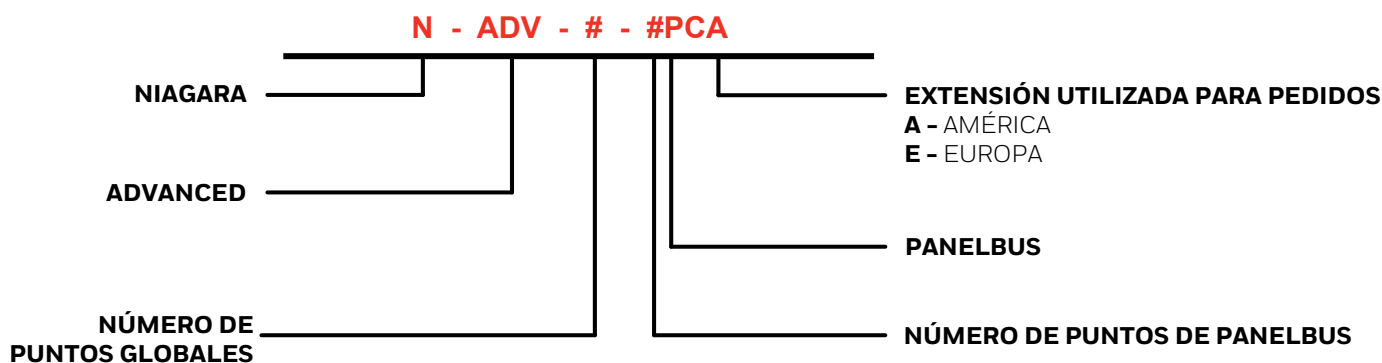 N - ADV - # - #PCA
NIAGARA
ADVANCED
NÚMERO DE
PUNTOS GLOBALES
EXTENSIÓN UTILIZADA PARA PEDIDOS
A - AMÉRICA
E - EUROPA
PANELBUS
NÚMERO DE PUNTOS DE PANELBUS